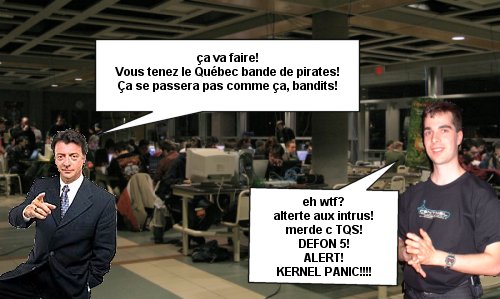 ça va faire!
Vous tenez le Québec bande de pirates!
Ça se passera pas comme ça, bandits!
eh wtf?
alterte aux intrus!
merde c TQS!
DEFON 5!
ALERT!
KERNEL PANIC!!!!